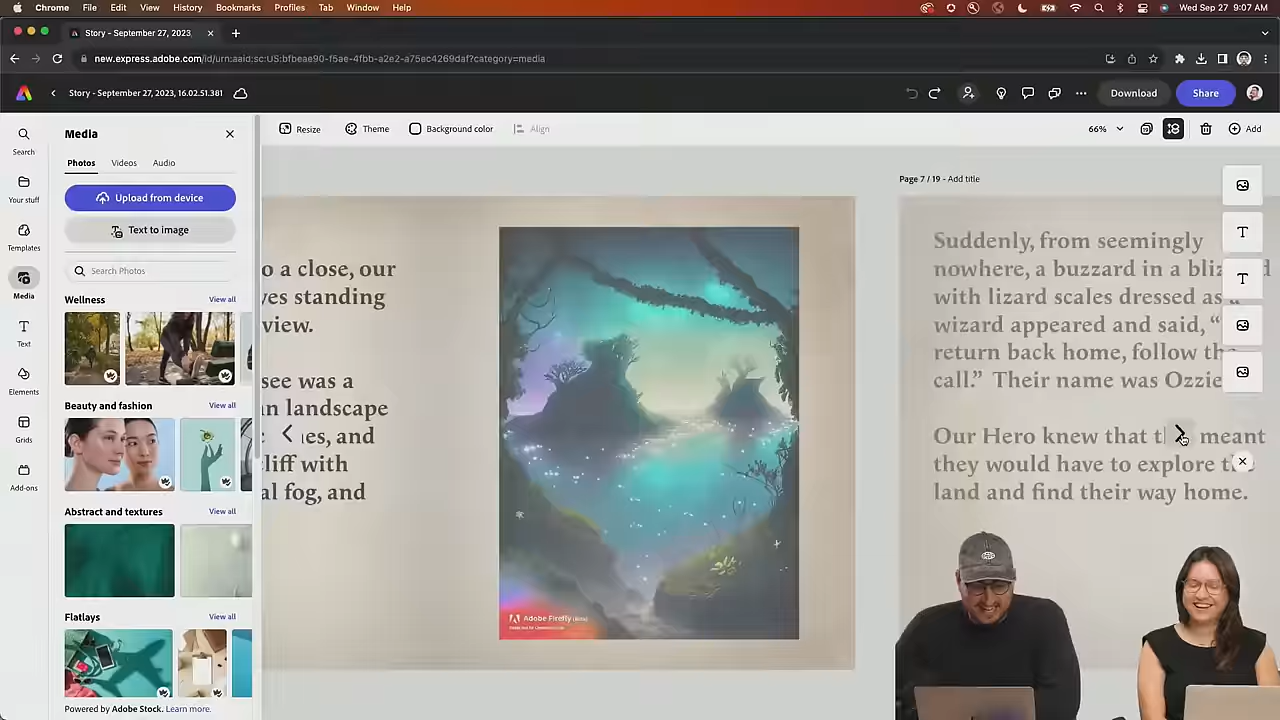 Chrome File Edit View History Bookmarks Profiles Tab Window Help
Wed Sep 27 9:07 AM
Story - September 27, 2023,
new.express.adobe.com/id/urn:aaid:sc:US:bfbeae90-f5ae-4fbb-a2e2-a75ec4269daf?category=media
Story - September 27, 2023, 16.02.51.381
Download
Share
Search
Your stuff
Templates
Media
Text
Elements
Grids
Add-ons
Media
Photos Videos Audio
Upload from device
Text to image
Search Photos
Wellness View all
Beauty and fashion View all
Abstract and textures View all
Flatlays View all
Powered by Adobe Stock. Learn more.
Resize Theme Background color Align
66%
Add
o a close, our
ves standing
view.
see was a
an landscape
es, and
cliff with
al fog, and
Adobe Firefly (Beta)
Page 7 / 19 - Add title
Suddenly, from seemingly
nowhere, a buzzard in a bliz d
with lizard scales dressed as a
wizard appeared and said, “
return back home, follow the
call.” Their name was Ozzie
Our Hero knew that th meant
they would have to explore the
land and find their way home.